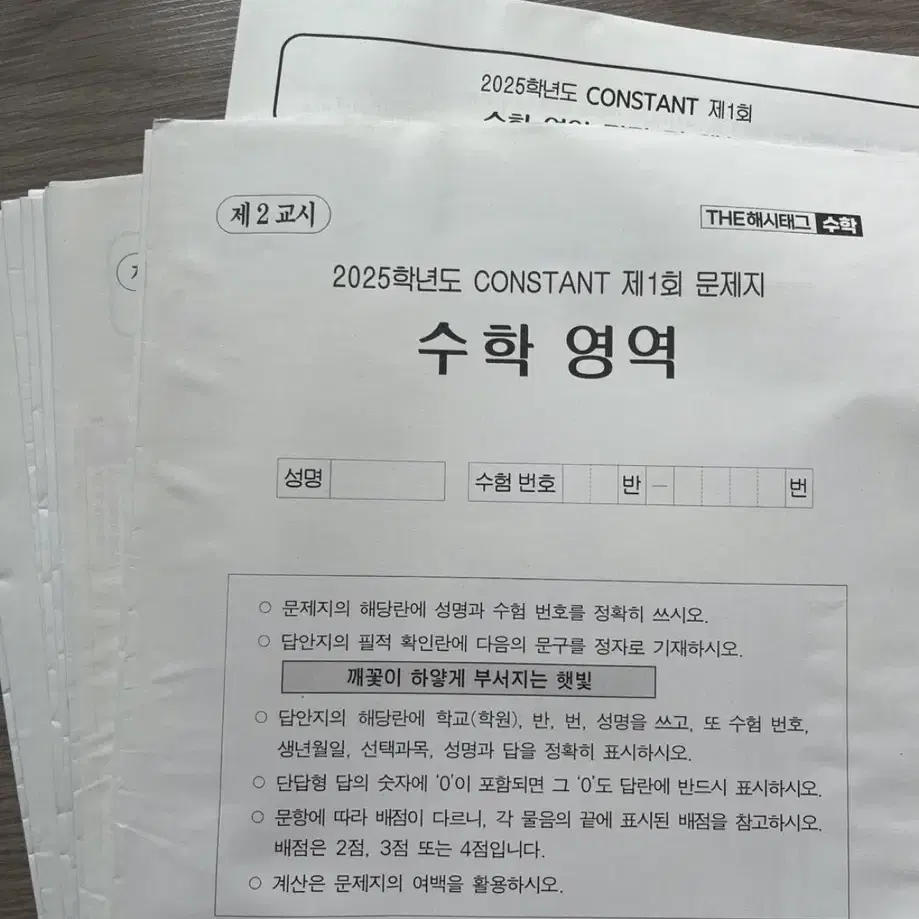 2025학년도 CONSTANT 제1회
제2교시
THE해시태그 수학
2025학년도 CONSTANT 제1회 문제지
수학 영역
성명
수험 번호 반 － 번
○ 문제지의 해당란에 성명과 수험 번호를 정확히 쓰시오.
○ 답안지의 필적 확인란에 다음의 문구를 정자로 기재하시오.
깨꽃이 하얗게 부서지는 햇빛
○ 답안지의 해당란에 학교(학원), 반, 번, 성명을 쓰고, 또 수험 번호,
생년월일, 선택과목, 성명과 답을 정확히 표시하시오.
○ 단답형 답의 숫자에 ‘0’이 포함되면 그 ‘0’도 답란에 반드시 표시하시오.
○ 문항에 따라 배점이 다르니, 각 물음의 끝에 표시된 배점을 참고하시오.
배점은 2점, 3점 또는 4점입니다.
○ 계산은 문제지의 여백을 활용하시오.